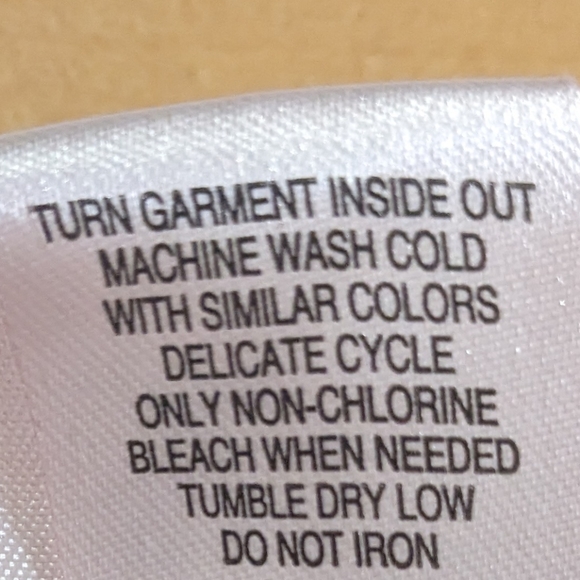 TURN GARMENT INSIDE OUT
MACHINE WASH COLD
WITH SIMILAR COLORS
DELICATE CYCLE
ONLY NON-CHLORINE
BLEACH WHEN NEEDED
TUMBLE DRY LOW
DO NOT IRON